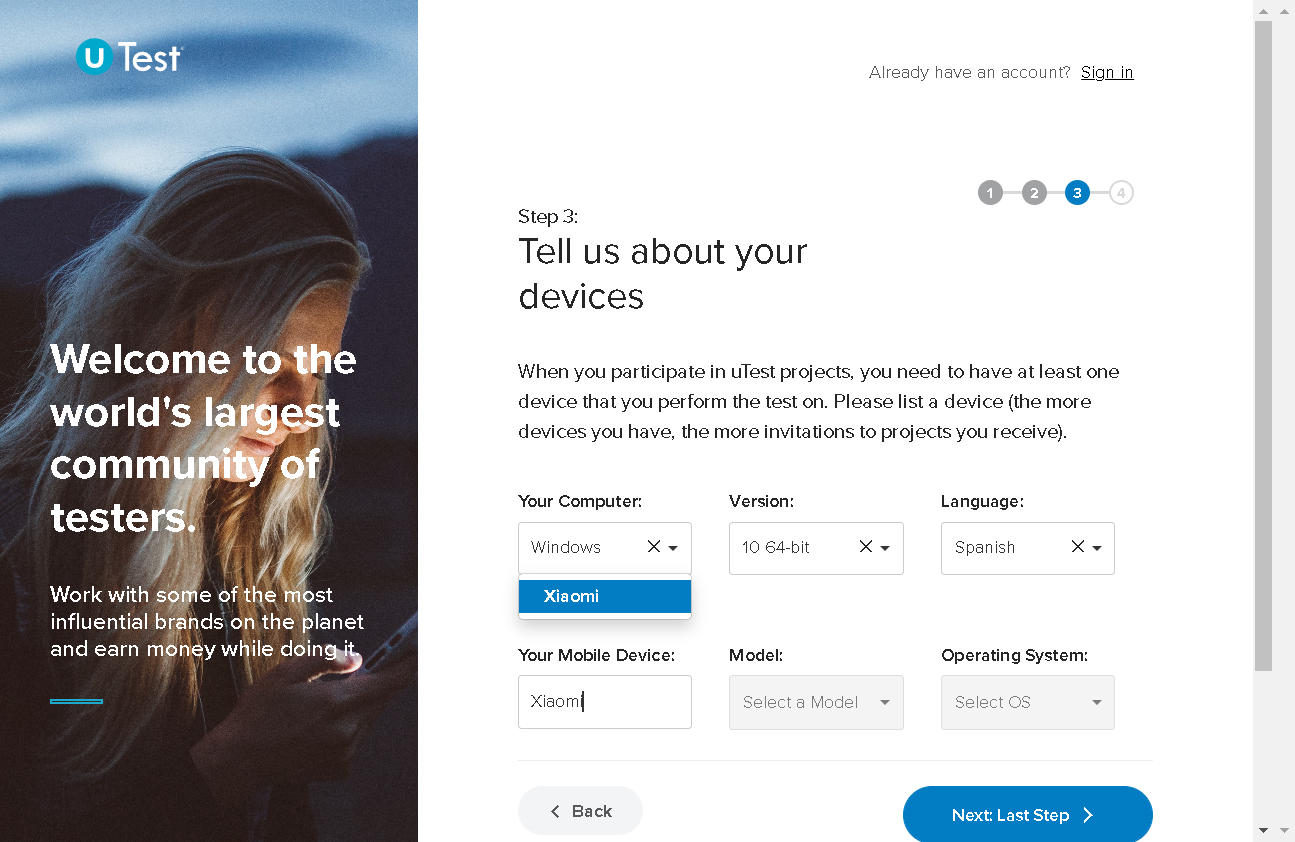 U Test
Already have an account? Sign in
1 2 3 4
Step 3:
Tell us about your
devices
Welcome to the
world's largest
community of
testers.
Work with some of the most
influential brands on the planet
and earn money while doing it.
When you participate in uTest projects, you need to have at least one
device that you perform the test on. Please list a device (the more
devices you have, the more invitations to projects you receive).
Your Computer: Version: Language:
Windows 10 64-bit Spanish
Xiaomi
Your Mobile Device: Model: Operating System:
Xiaomi Select a Model Select OS
Back Next: Last Step